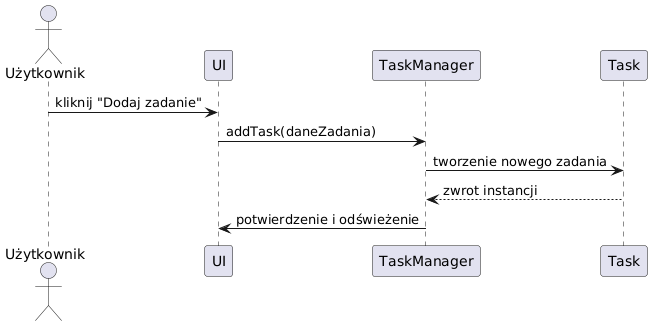 Użytkownik
UI
TaskManager
Task
kliknij "Dodaj zadanie"
addTask(daneZadania)
tworzenie nowego zadania
zwrot instancji
potwierdzenie i odświeżenie
Użytkownik
UI
TaskManager
Task